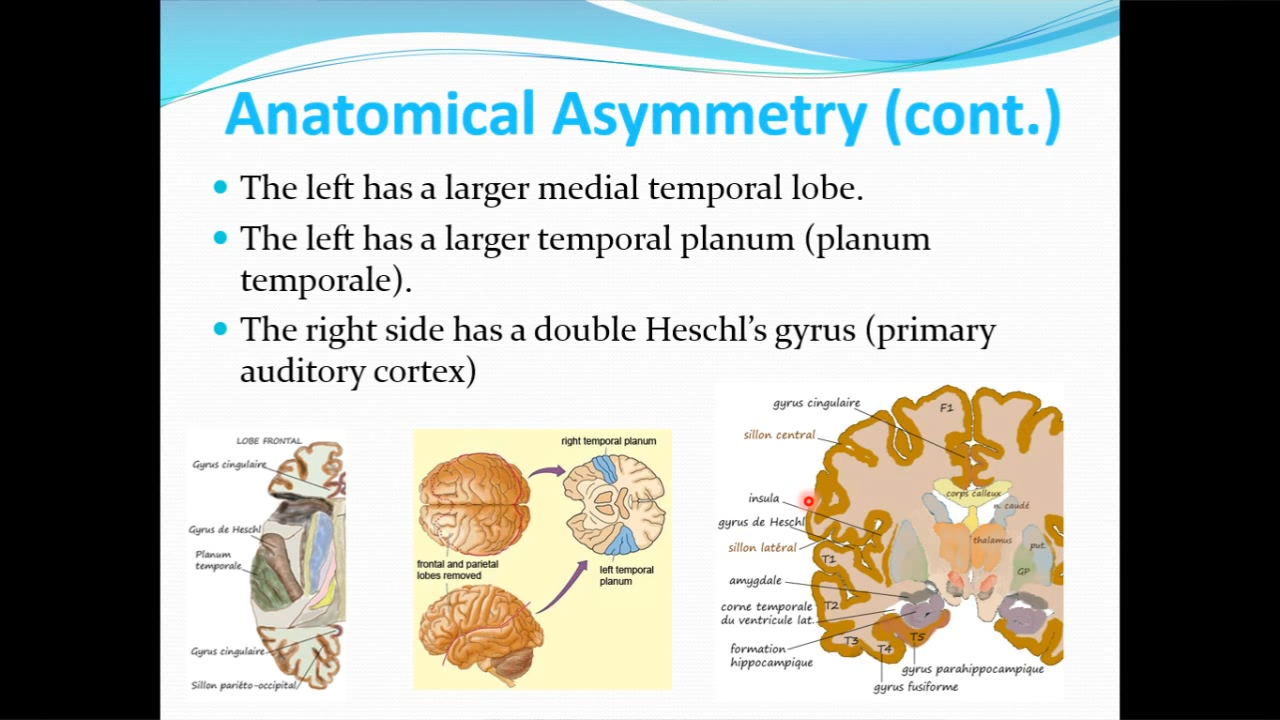 Anatomical Asymmetry (cont.)
• The left has a larger medial temporal lobe.
• The left has a larger temporal planum (planum
temporale).
• The right side has a double Heschl’s gyrus (primary
auditory cortex)
LOBE FRONTAL
Gyrus cingulaire
Gyrus de Heschl
Planum
temporale
Gyrus cingulaire
Sillon pariéto-occipital
right temporal planum
frontal and parietal
lobes removed
left temporal
planum
gyrus cingulaire
F1
sillon central
corps calleux
n. caudé
insula
gyrus de Heschl
thalamus
put.
sillon latéral
T1
GP
amygdale
corne temporale
du ventricule lat.
T2
T3
T4
T5
formation
hippocampique
gyrus parahippocampique
gyrus fusiforme